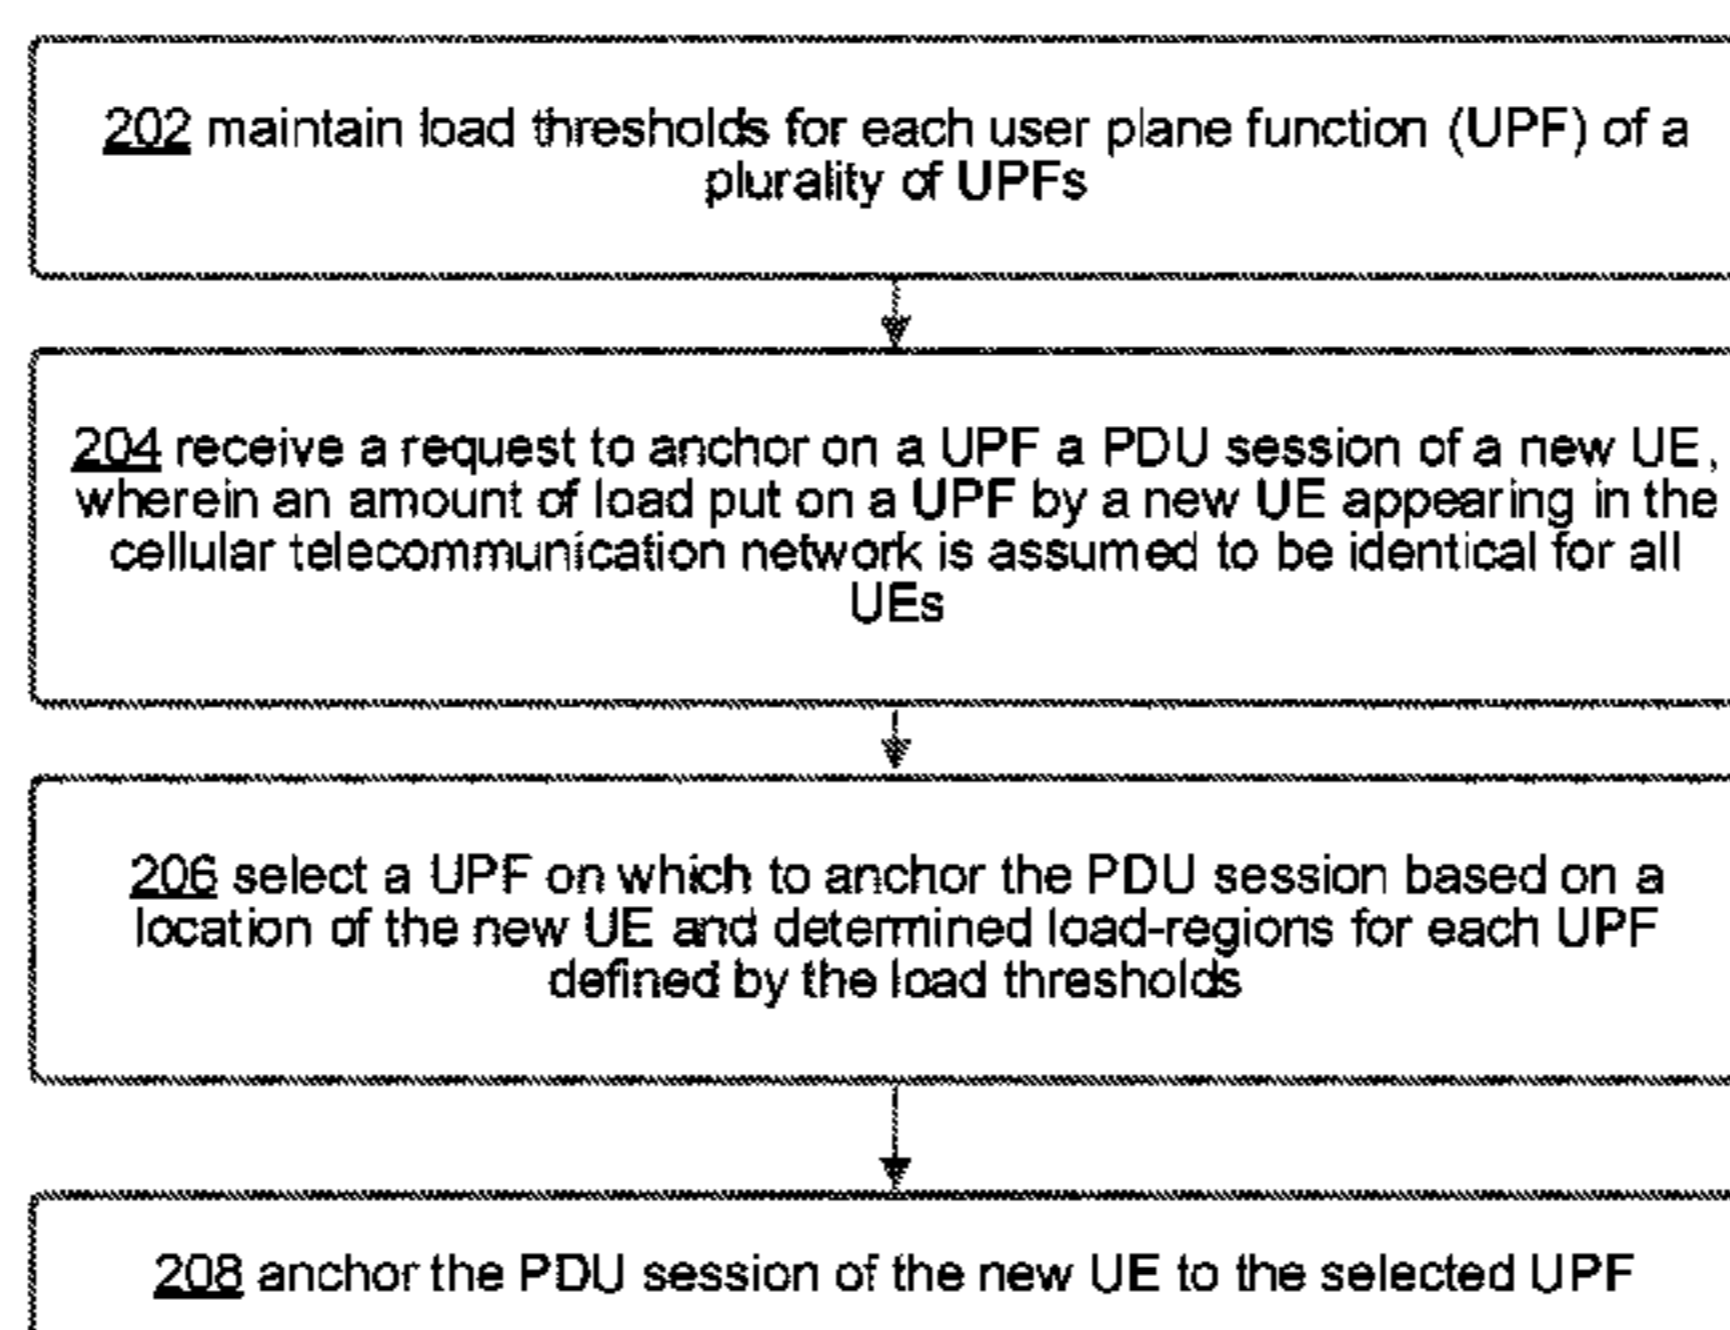 202 maintain load thresholds for each user plane function (UPF) of a
plurality of UPFs
204 receive a request to anchor on a UPF a PDU session of a new UE,
wherein an amount of load put on a UPF by a new UE appearing in the
cellular telecommunication network is assumed to be identical for all
UEs
206 select a UPF on which to anchor the PDU session based on a
location of the new UE and determined load-regions for each UPF
defined by the load thresholds
208 anchor the PDU session of the new UE to the selected UPF